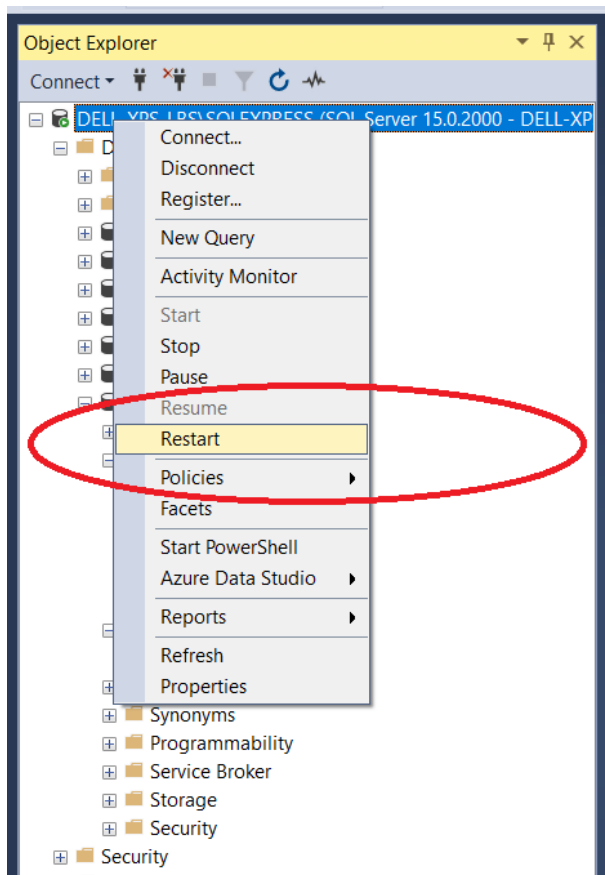 Object Explorer
Connect
DELL-XPS-LBS\SQLEXPRESS (SQL Server 15.0.2000 - DELL-XP
D
Connect...
Disconnect
Register...
New Query
Activity Monitor
Start
Stop
Pause
Resume
Restart
Policies
Facets
Start PowerShell
Azure Data Studio
Reports
Refresh
Properties
Synonyms
Programmability
Service Broker
Storage
Security
Security